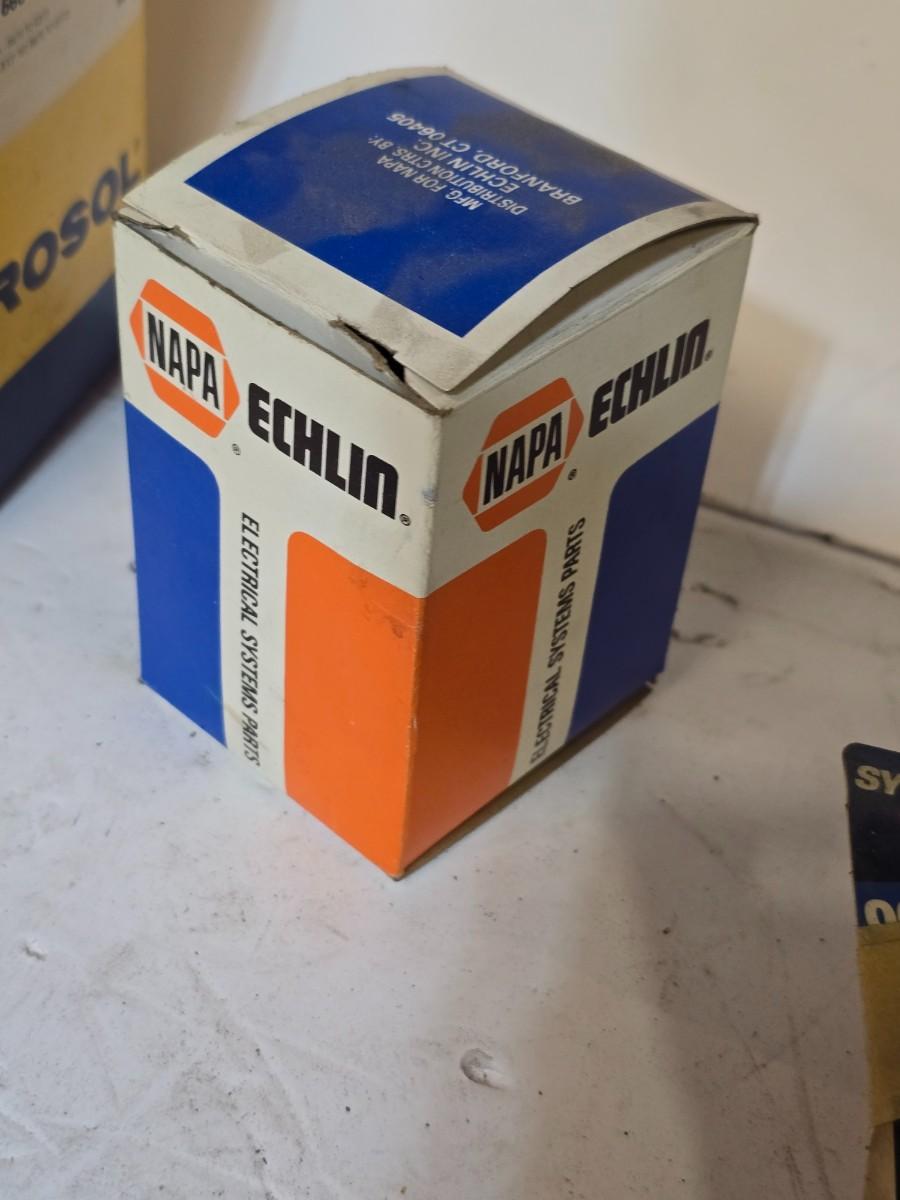 MFG. FOR NAPA
DISTRIBUTION CTRS. BY:
ECHLIN INC.
BRANFORD, CT 06405
NAPA
®
ECHLIN®
ELECTRICAL SYSTEMS PARTS
NAPA
®
ECHLIN®
ELECTRICAL SYSTEMS PARTS
ROSOL
SY